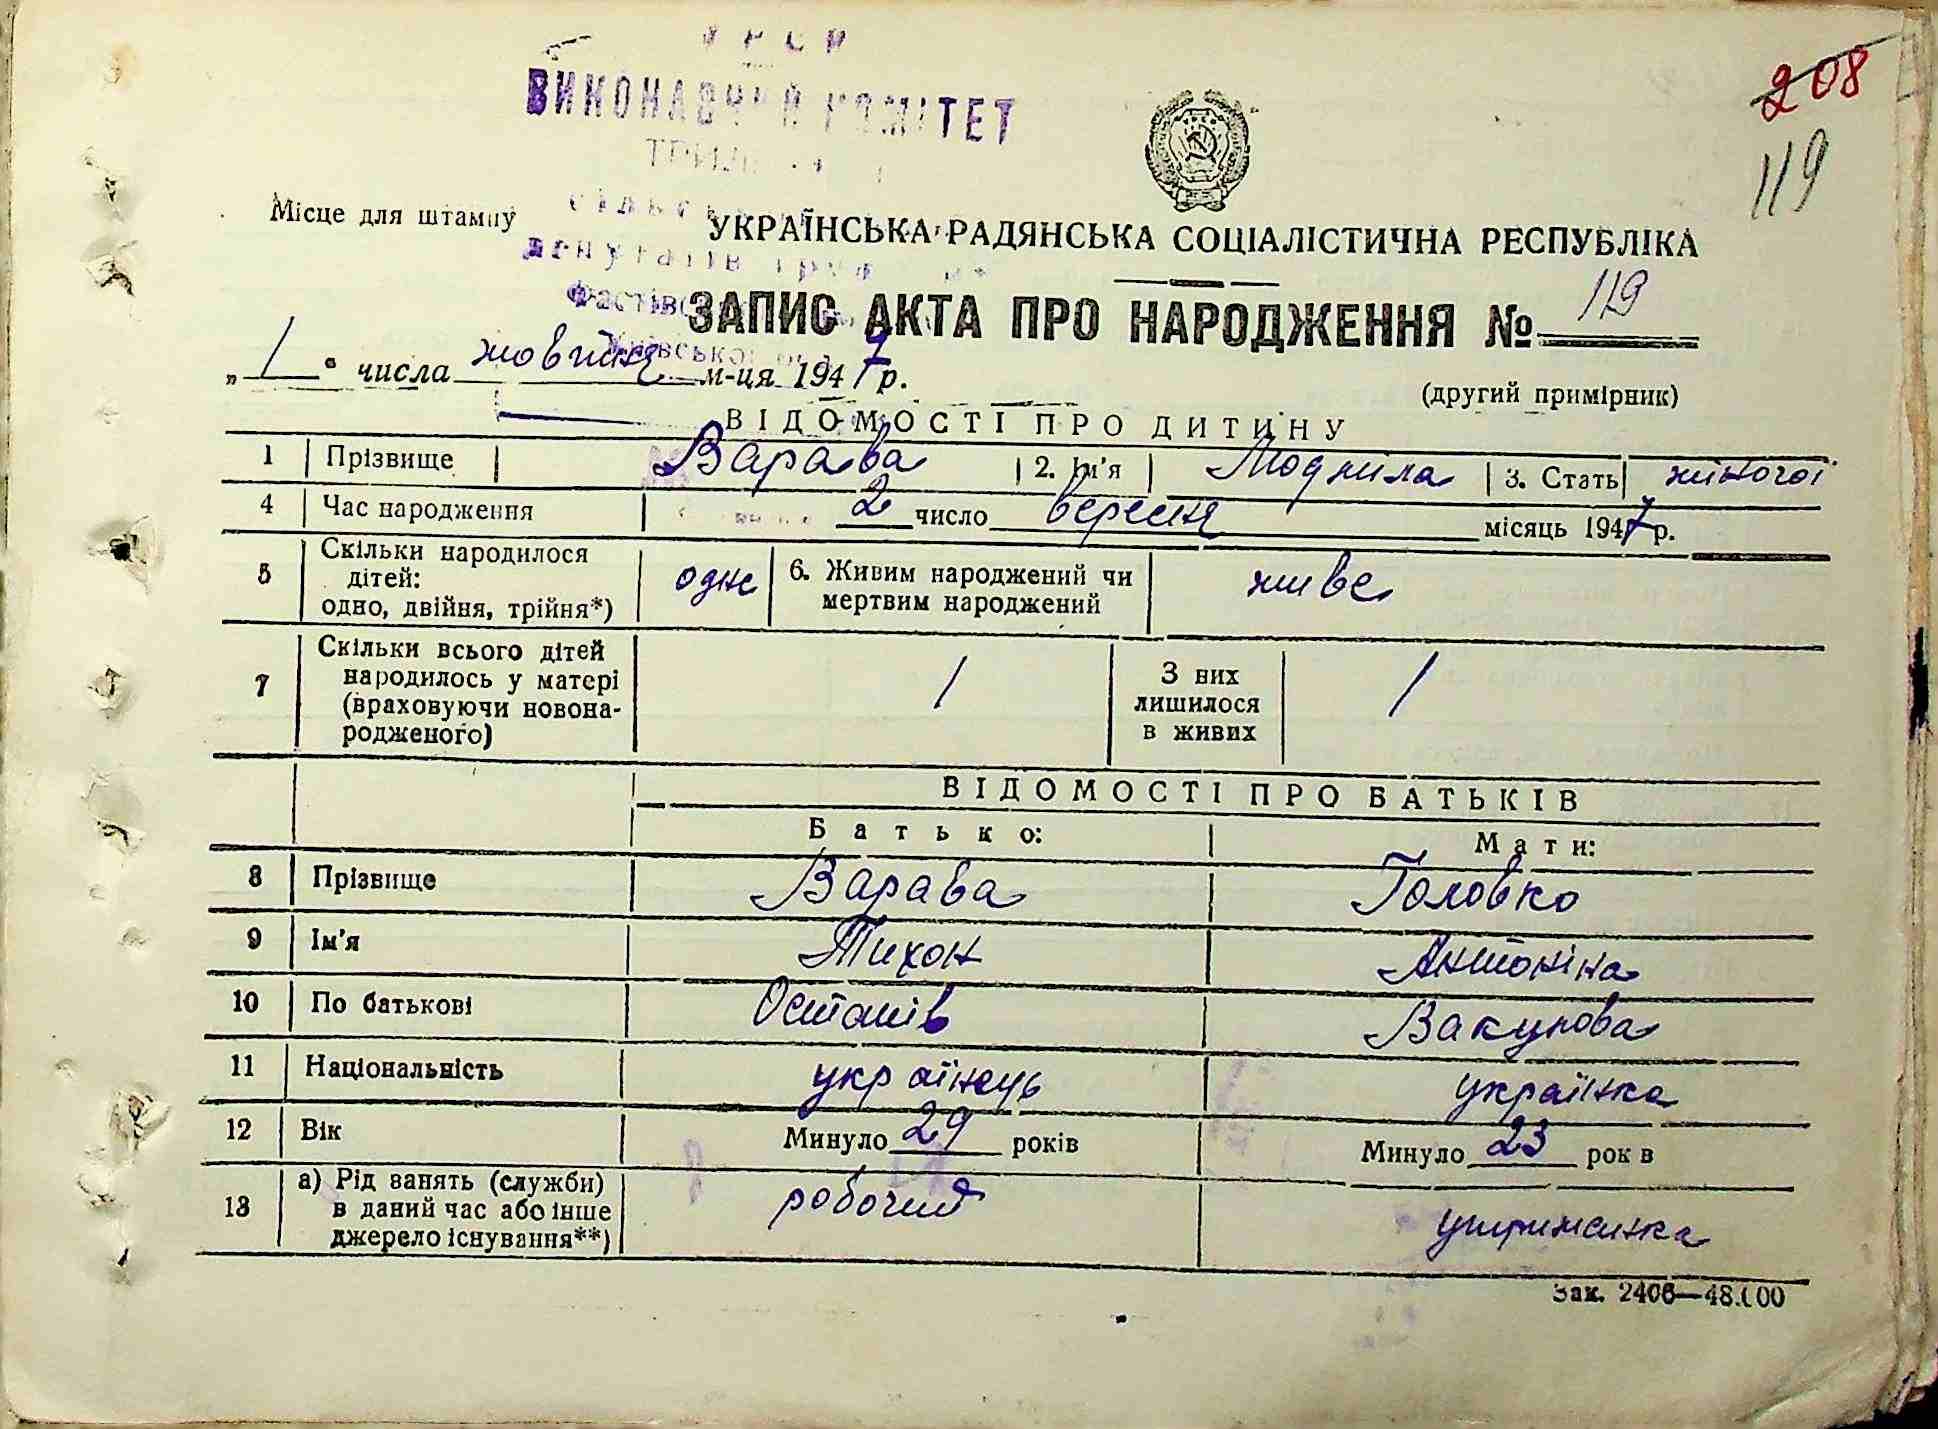 УРСР
208
ВИКОНАВЧИЙ КОМІТЕТ
119
Місце для штампу
УКРАЇНСЬКА РАДЯНСЬКА СОЦІАЛІСТИЧНА РЕСПУБЛІКА
депутатів
ЗАПИС АКТА ПРО НАРОДЖЕННЯ № 119
„1" числа жовтня м-ця 1947 р.
(другий примірник)
ВІДОМОСТІ ПРО ДИТИНУ
1 Прізвище Варава 2. Ім'я Людмила 3. Стать жіночої
4 Час народження 2 число вересня місяць 1947 р.
5 Скільки народилося дітей: одно, двійня, трійня*) одне 6. Живим народжений чи мертвим народжений живе
7 Скільки всього дітей народилось у матері (враховуючи новона-родженого) 1 З них лишилося в живих 1
ВІДОМОСТІ ПРО БАТЬКІВ
Батько: Мати:
8 Прізвище Варава Головко
9 Ім'я Тихон Антоніна
10 По батькові Остапів Вакулова
11 Національність українець українка
12 Вік Минуло 29 років Минуло 23 рок в
13 а) Рід занять (служби) в даний час або інше джерело існування**) робочий утриманка
Зак. 2406—48.000